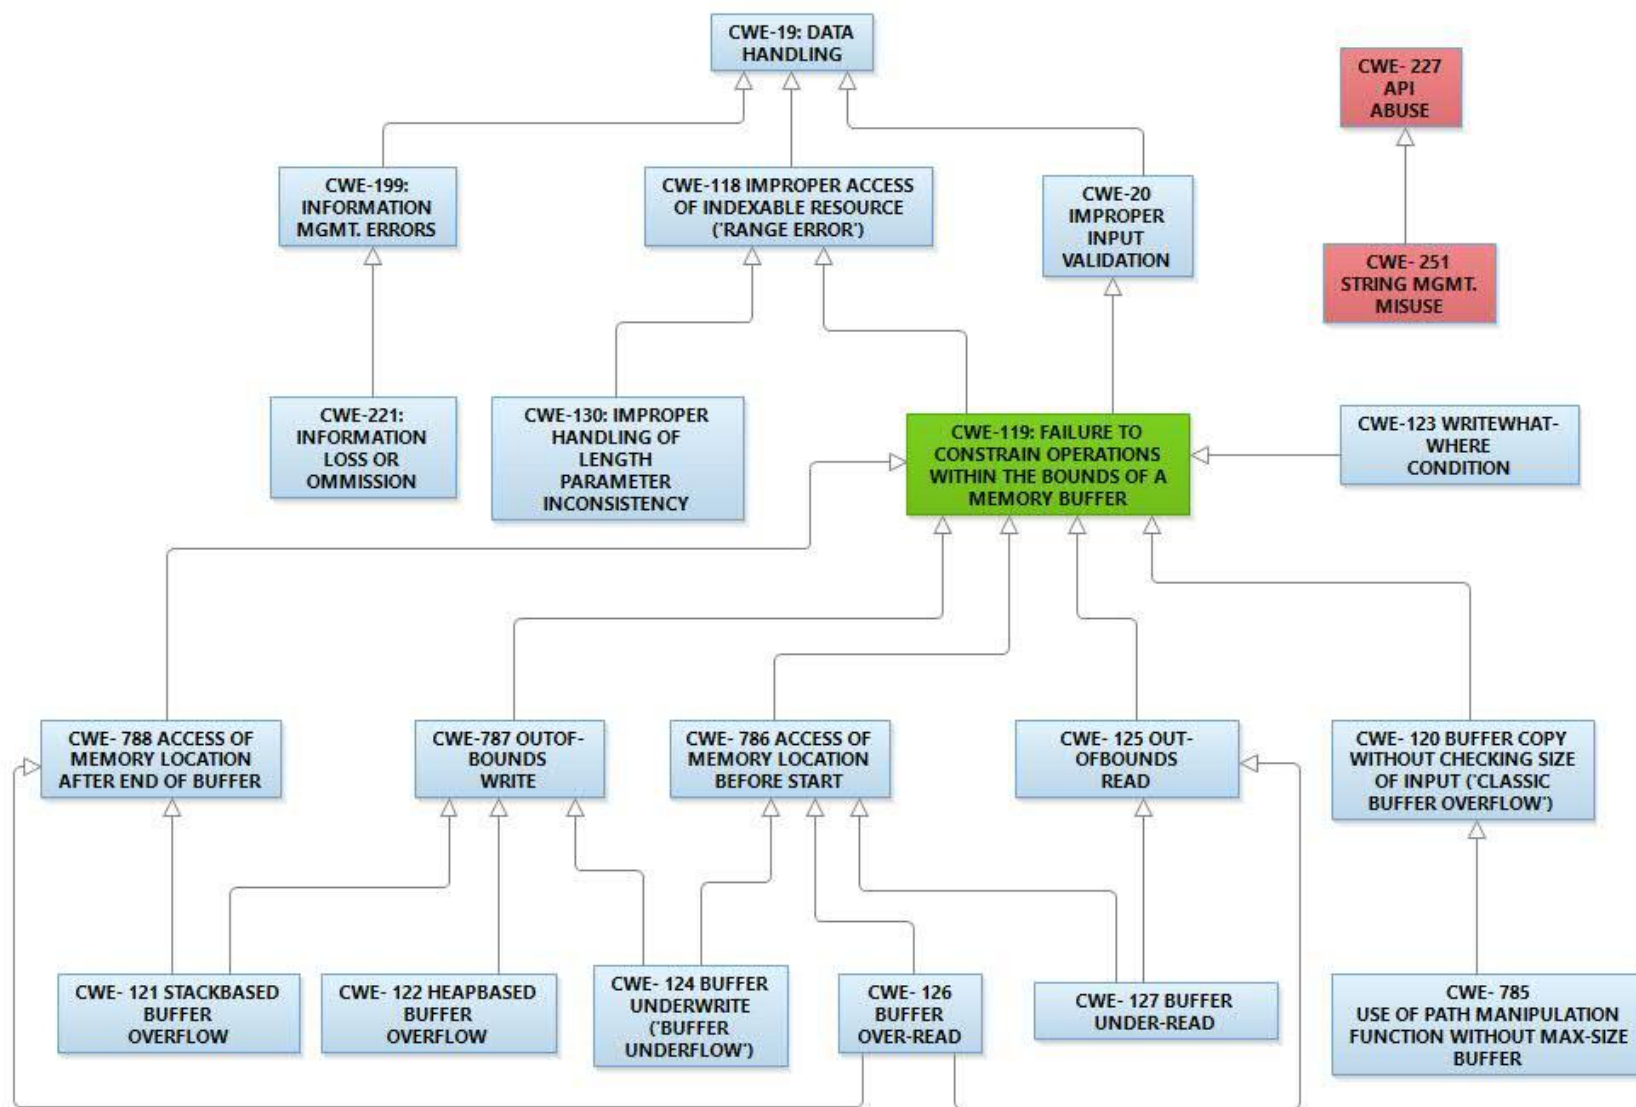 CWE-19: DATA
HANDLING
CWE- 227
API
ABUSE
CWE-199:
INFORMATION
MGMT. ERRORS
CWE-118 IMPROPER ACCESS
OF INDEXABLE RESOURCE
('RANGE ERROR')
CWE-20
IMPROPER
INPUT
VALIDATION
CWE- 251
STRING MGMT.
MISUSE
CWE-221:
INFORMATION
LOSS OR
OMMISSION
CWE-130: IMPROPER
HANDLING OF
LENGTH
PARAMETER
INCONSISTENCY
CWE-119: FAILURE TO
CONSTRAIN OPERATIONS
WITHIN THE BOUNDS OF A
MEMORY BUFFER
CWE-123 WRITEWHAT-
WHERE
CONDITION
CWE- 788 ACCESS OF
MEMORY LOCATION
AFTER END OF BUFFER
CWE-787 OUTOF-
BOUNDS
WRITE
CWE- 786 ACCESS OF
MEMORY LOCATION
BEFORE START
CWE- 125 OUT-
OFBOUNDS
READ
CWE- 120 BUFFER COPY
WITHOUT CHECKING SIZE
OF INPUT ('CLASSIC
BUFFER OVERFLOW')
CWE- 121 STACKBASED
BUFFER
OVERFLOW
CWE- 122 HEAPBASED
BUFFER
OVERFLOW
CWE- 124 BUFFER
UNDERWRITE
('BUFFER
UNDERFLOW')
CWE- 126
BUFFER
OVER-READ
CWE- 127 BUFFER
UNDER-READ
CWE- 785
USE OF PATH MANIPULATION
FUNCTION WITHOUT MAX-SIZE
BUFFER